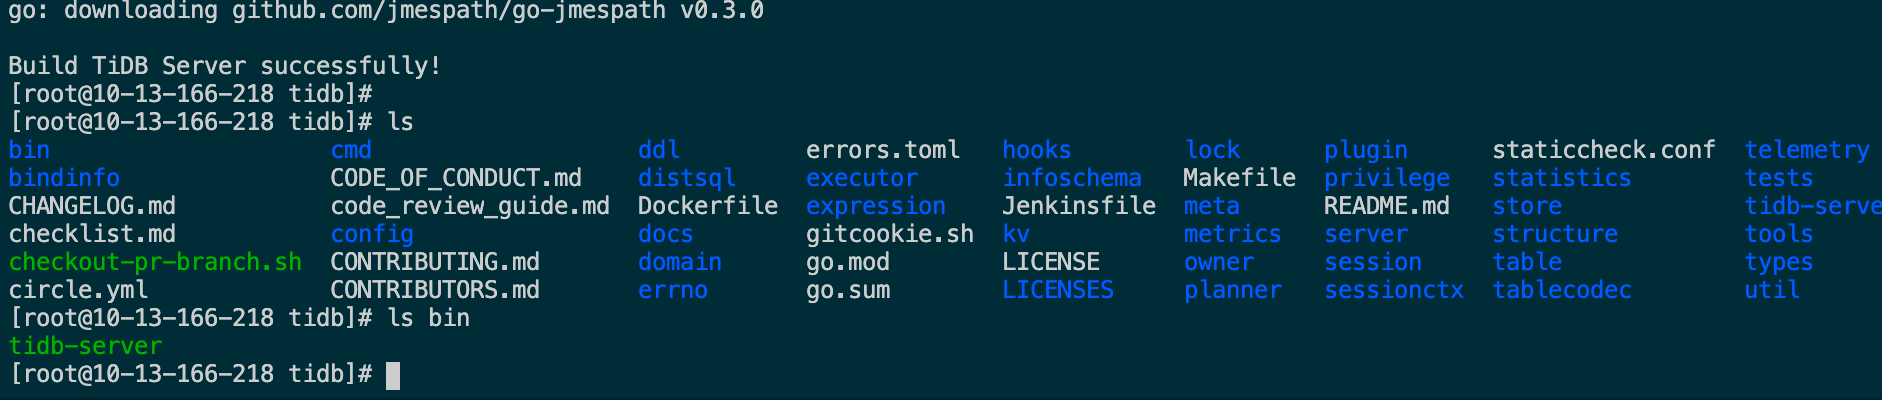 go: downloading github.com/jmespath/go-jmespath v0.3.0
Build TiDB Server successfully!
[root@10-13-166-218 tidb]#
[root@10-13-166-218 tidb]# ls
bin cmd ddl errors.toml hooks lock plugin staticcheck.conf telemetry
bindinfo CODE_OF_CONDUCT.md distsql executor infoschema Makefile privilege statistics tests
CHANGELOG.md code_review_guide.md Dockerfile expression Jenkinsfile meta README.md store tidb-serve
checklist.md config docs gitcookie.sh kv metrics server structure tools
checkout-pr-branch.sh CONTRIBUTING.md domain go.mod LICENSE owner session table types
circle.yml CONTRIBUTORS.md errno go.sum LICENSES planner sessionctx tablecodec util
[root@10-13-166-218 tidb]# ls bin
tidb-server
[root@10-13-166-218 tidb]#